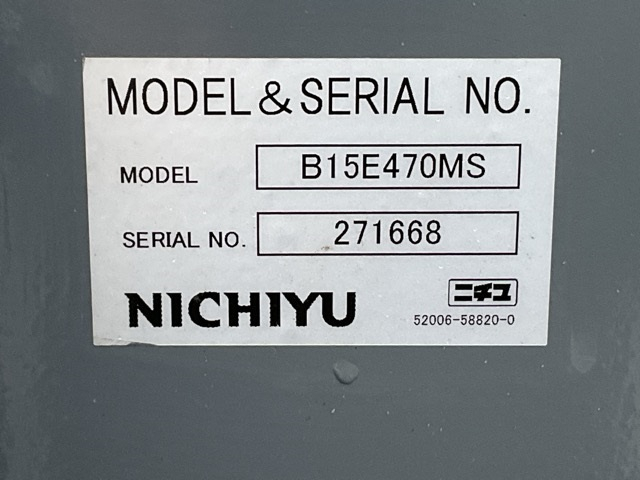 MODEL & SERIAL NO.
MODEL B15E470MS
SERIAL NO. 271668
NICHIYU ニチユ
52006-58820-0